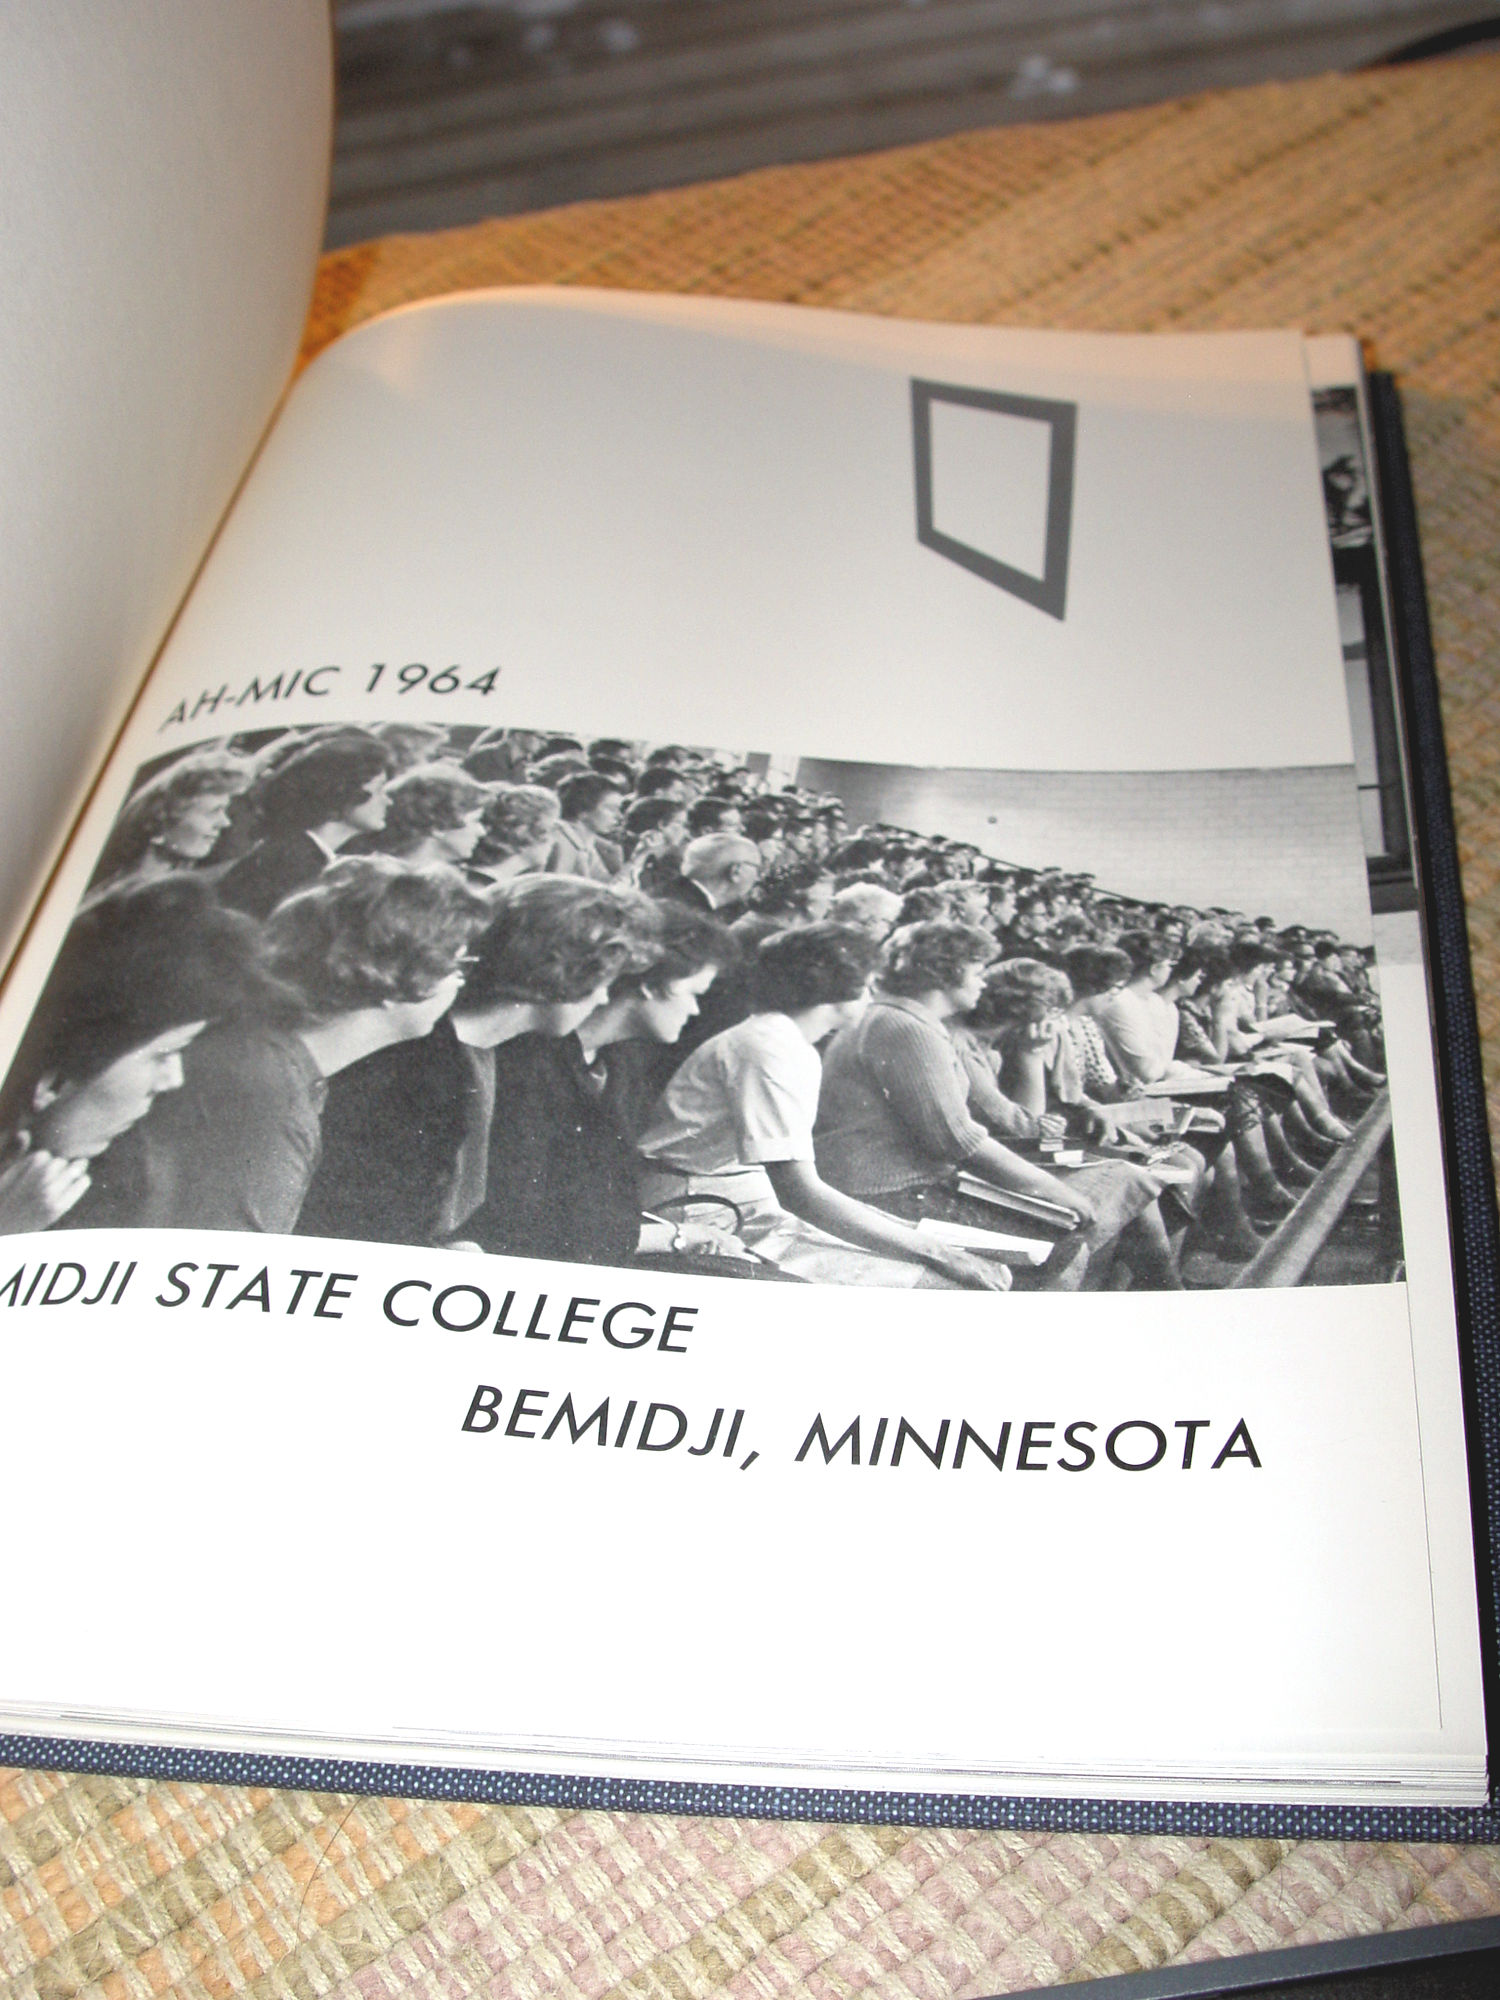 AH-MIC 1964
MIDJI STATE COLLEGE
BEMIDJI, MINNESOTA